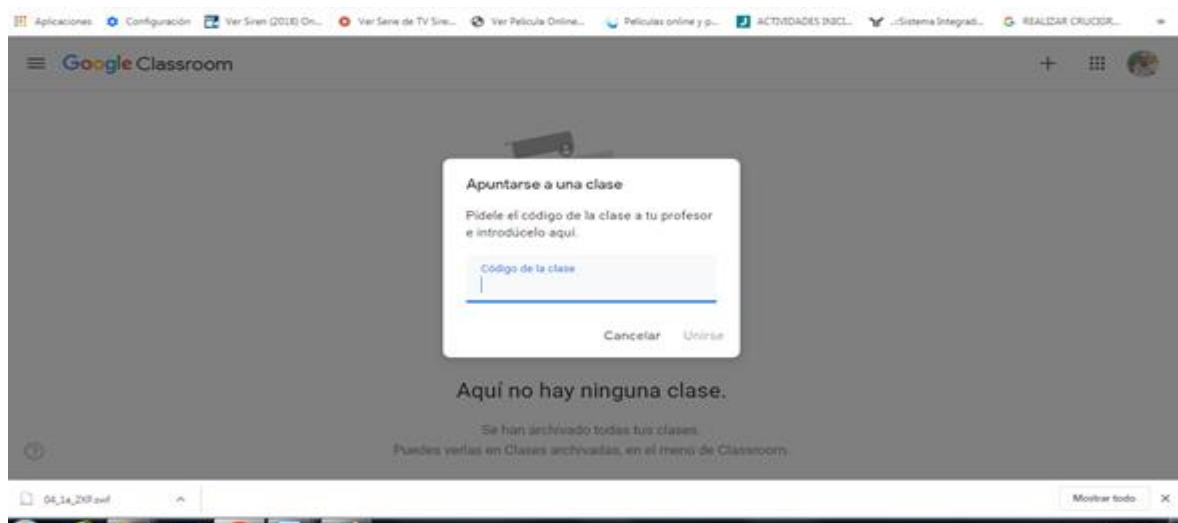 Aplicaciones Configuración Ver Siren (2018) On... Ver Serie de TV Sire... Ver Pelicula Online... Peliculas online y p... ACTIVIDADES INICI... ..::Sistema Integrad... REALIZAR CRUCIGR...
Google Classroom
Apuntarse a una clase
Pídele el código de la clase a tu profesor
e introdúcelo aquí.
Código de la clase
Cancelar Unirse
Aquí no hay ninguna clase.
Se han archivado todas tus clases.
Puedes verlas en Clases archivadas, en el menú de Classroom.
Mostrar todo